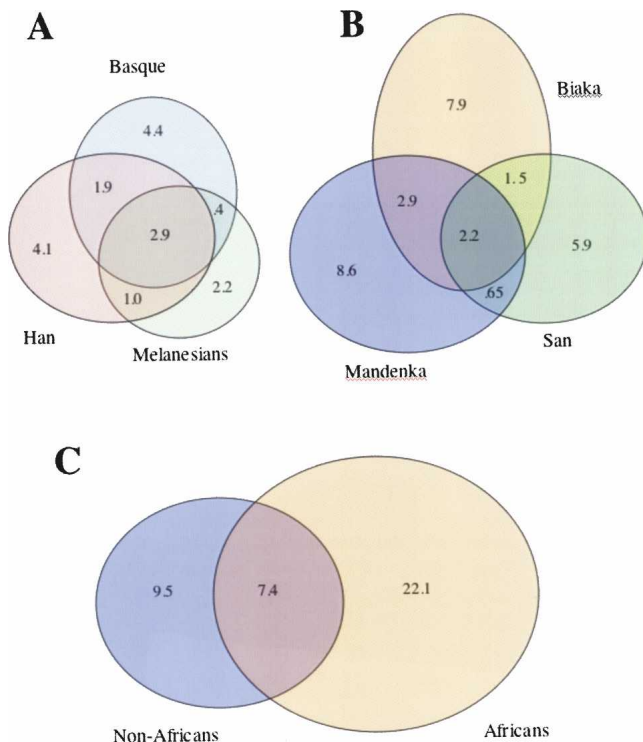 A
Basque
4.4
1.9
.4
2.9
4.1
2.2
1.0
Han
Melanesians
B
Biaka
7.9
1.5
2.9
2.2
5.9
8.6
.65
San
Mandenka
C
9.5
7.4
22.1
Non-Africans
Africans